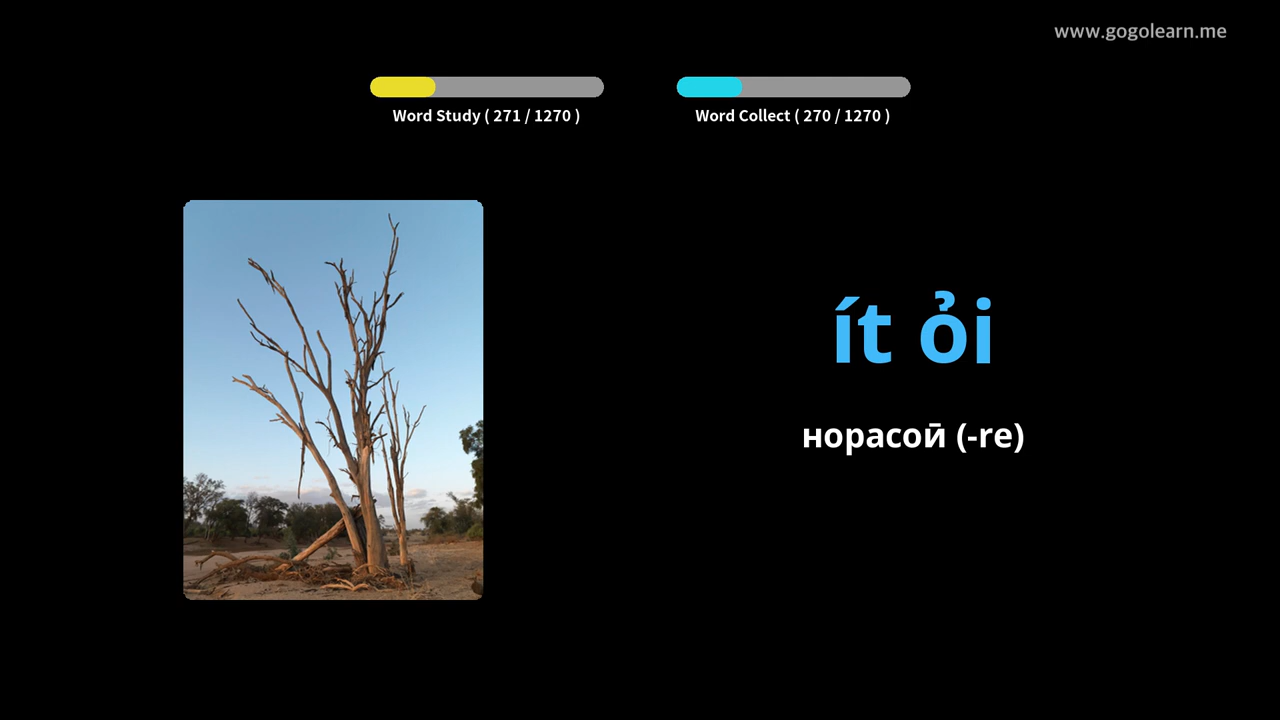 www.gogolearn.me
Word Study ( 271 / 1270 )
Word Collect ( 270 / 1270 )
ít ỏi
норасоӣ (-re)